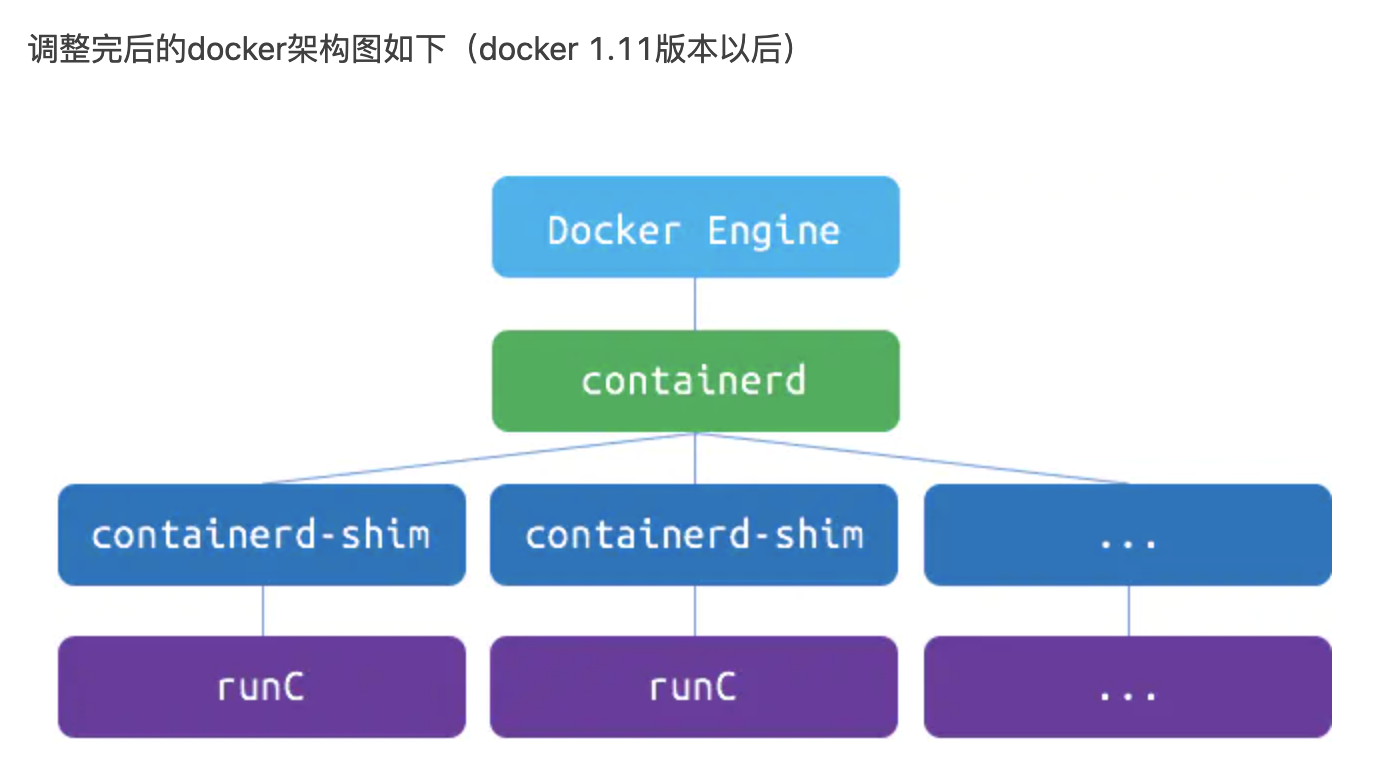 调整完后的docker架构图如下（docker 1.11版本以后）
Docker Engine
containerd
containerd-shim containerd-shim ...
runC runC ...